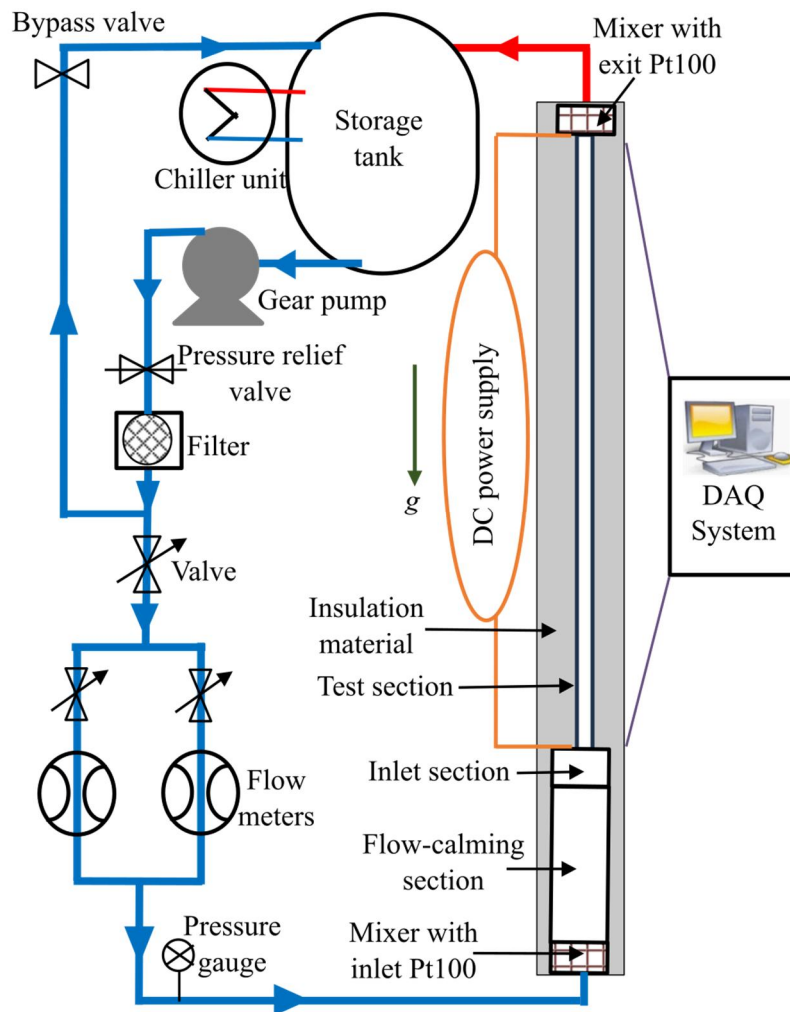 Bypass valve
Mixer with
exit Pt100
Storage
tank
Chiller unit
Gear pump
Pressure relief
valve
Filter
DC power supply
g
DAQ
System
Valve
Insulation
material
Test section
Inlet section
Flow
meters
Flow-calming
section
Pressure
gauge
Mixer with
inlet Pt100